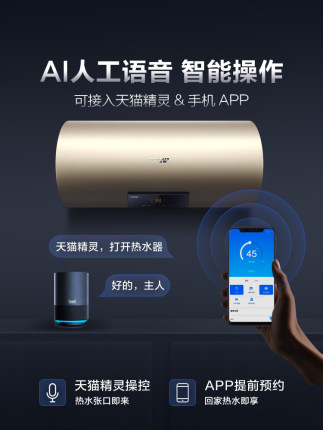 AI人工语音 智能操作
可接入天猫精灵 & 手机 APP
天猫精灵，打开热水器
好的，主人
45
天猫精灵操控
热水张口即来
APP提前预约
回家热水即享